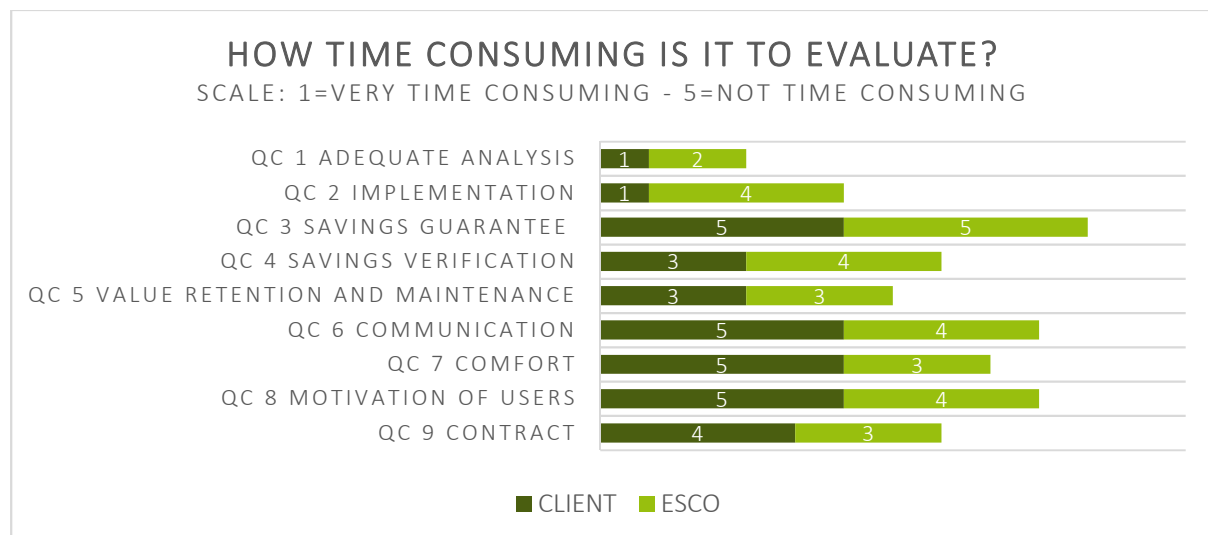 HOW TIME CONSUMING IS IT TO EVALUATE?
SCALE: 1=VERY TIME CONSUMING - 5=NOT TIME CONSUMING
QC 1 ADEQUATE ANALYSIS 1 2
QC 2 IMPLEMENTATION 1 4
QC 3 SAVINGS GUARANTEE 5 5
QC 4 SAVINGS VERIFICATION 3 4
QC 5 VALUE RETENTION AND MAINTENANCE 3 3
QC 6 COMMUNICATION 5 4
QC 7 COMFORT 5 3
QC 8 MOTIVATION OF USERS 5 4
QC 9 CONTRACT 4 3
CLIENT ESCO